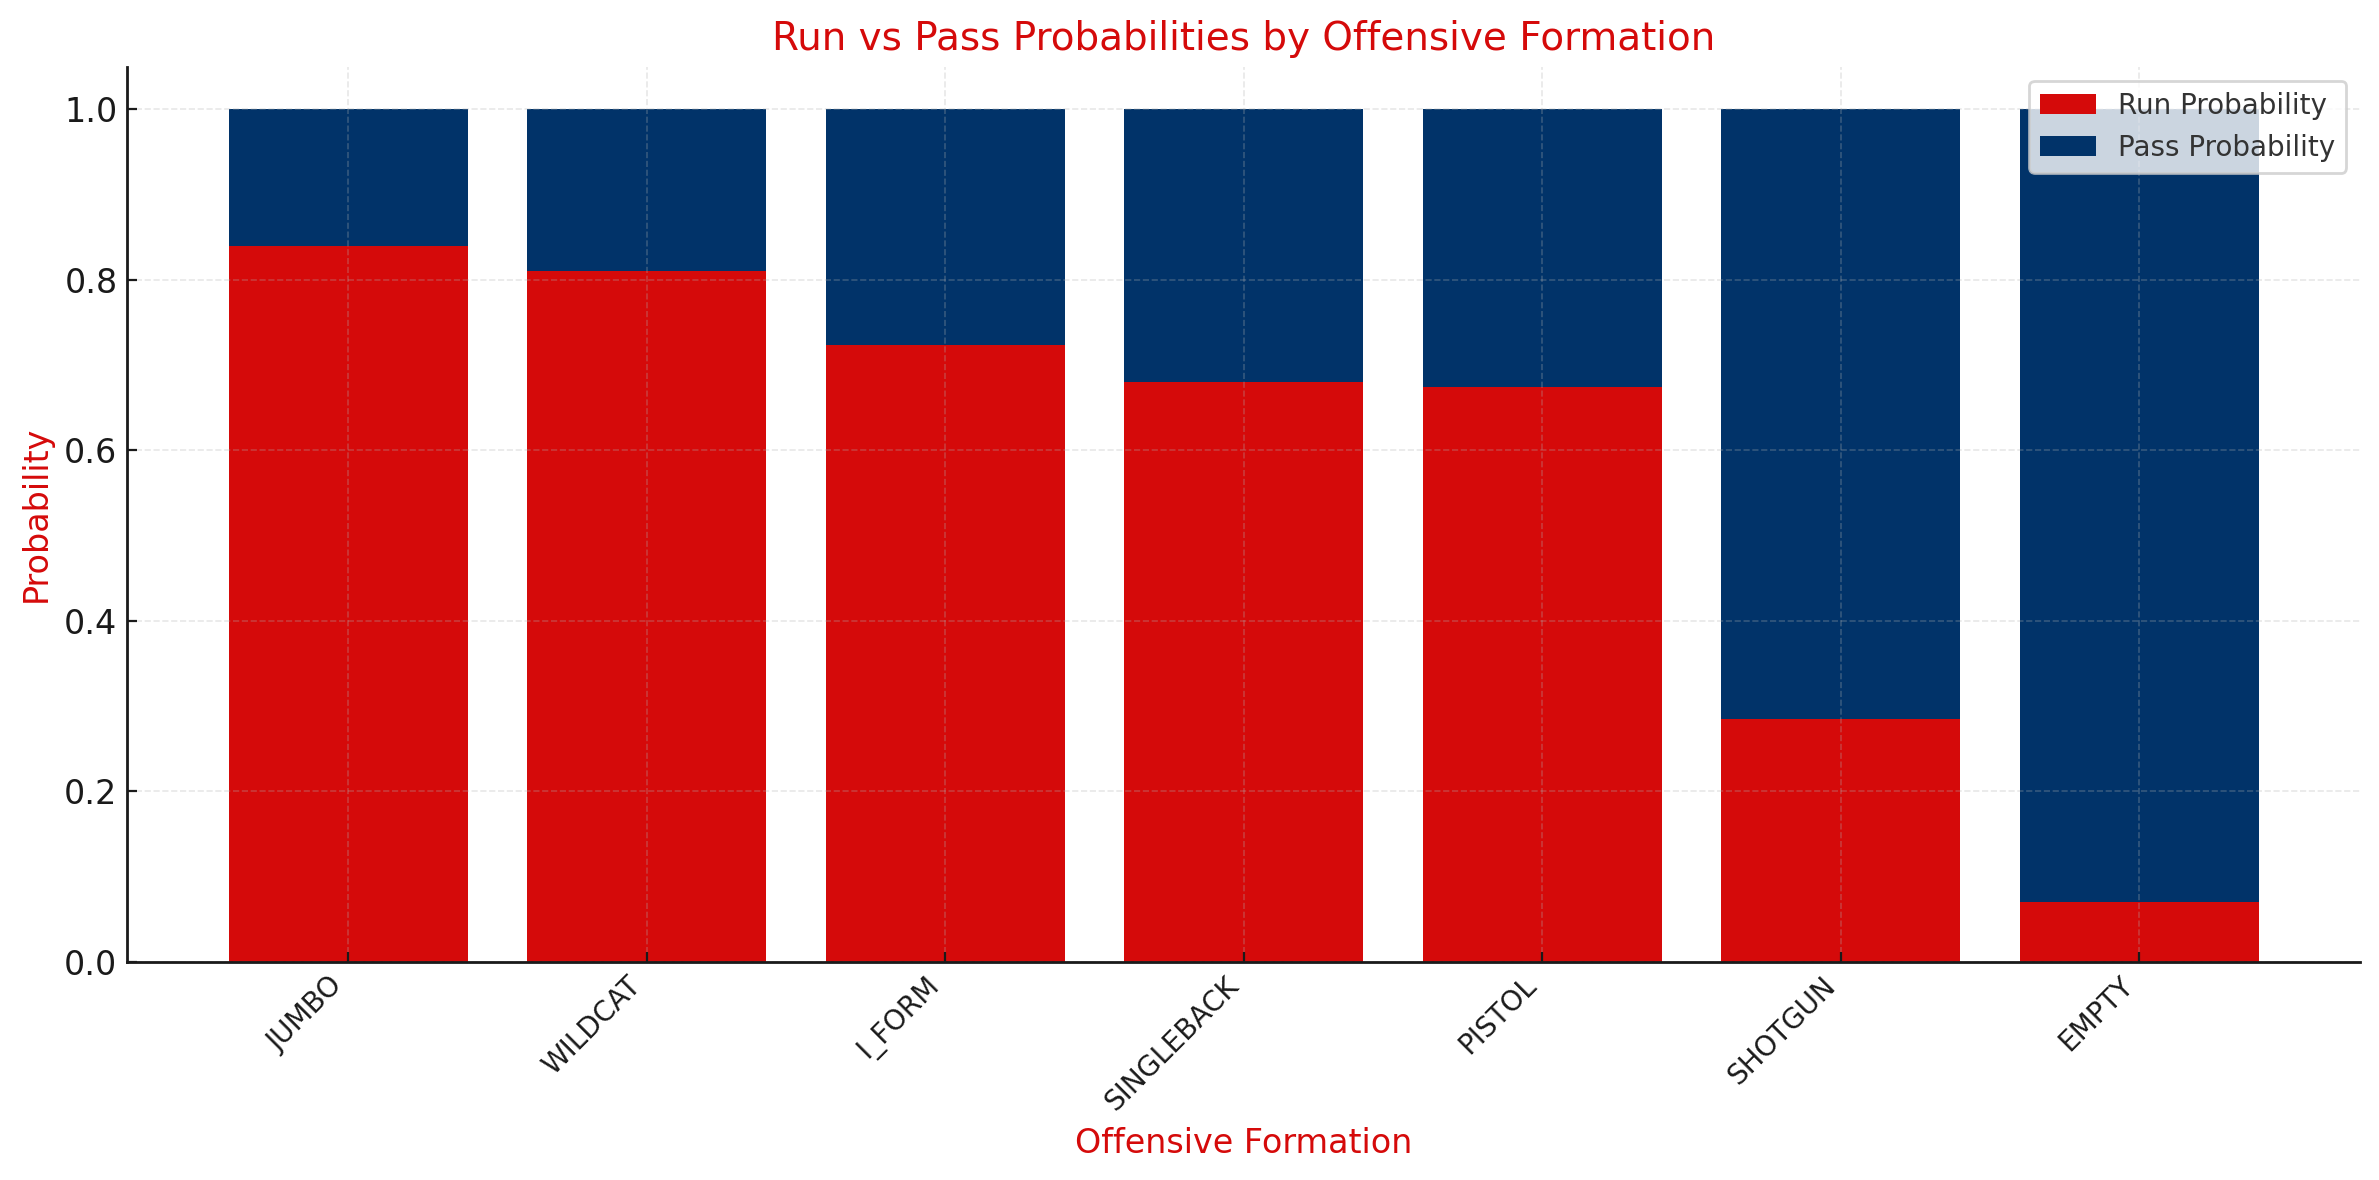 Run vs Pass Probabilities by Offensive Formation
Run Probability
Pass Probability
Probability
1.0
0.8
0.6
0.4
0.2
0.0
JUMBO
WILDCAT
I_FORM
SINGLEBACK
PISTOL
SHOTGUN
EMPTY
Offensive Formation